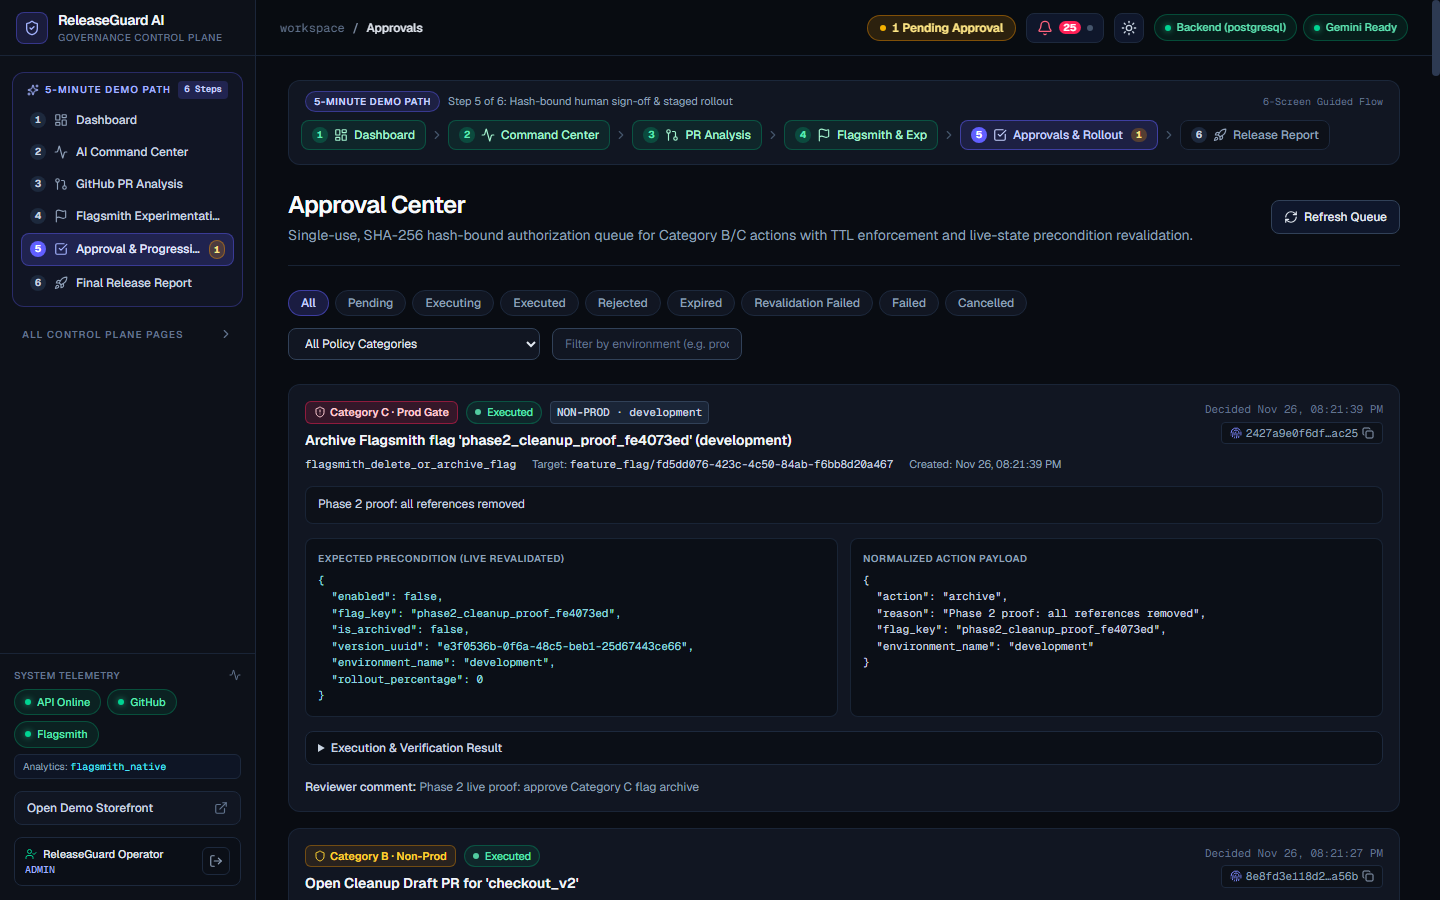 ReleaseGuard AI
GOVERNANCE CONTROL PLANE
workspace / Approvals
1 Pending Approval
25
Backend (postgresql)
Gemini Ready
5-MINUTE DEMO PATH
6 Steps
1 Dashboard
2 AI Command Center
3 GitHub PR Analysis
4 Flagsmith Experimentati...
5 Approval & Progressi... 1
6 Final Release Report
ALL CONTROL PLANE PAGES
SYSTEM TELEMETRY
API Online
GitHub
Flagsmith
Analytics: flagsmith_native
Open Demo Storefront
ReleaseGuard Operator
ADMIN
5-MINUTE DEMO PATH Step 5 of 6: Hash-bound human sign-off & staged rollout
6-Screen Guided Flow
1 Dashboard
2 Command Center
3 PR Analysis
4 Flagsmith & Exp
5 Approvals & Rollout 1
6 Release Report
Approval Center
Single-use, SHA-256 hash-bound authorization queue for Category B/C actions with TTL enforcement and live-state precondition revalidation.
Refresh Queue
All
Pending
Executing
Executed
Rejected
Expired
Revalidation Failed
Failed
Cancelled
All Policy Categories
Filter by environment (e.g. prod
Category C · Prod Gate
Executed
NON-PROD · development
Decided Nov 26, 08:21:39 PM
Archive Flagsmith flag 'phase2_cleanup_proof_fe4073ed' (development)
2427a9e0f6df…ac25
flagsmith_delete_or_archive_flag
Target: feature_flag/fd5dd076-423c-4c50-84ab-f6bb8d20a467
Created: Nov 26, 08:21:39 PM
Phase 2 proof: all references removed
EXPECTED PRECONDITION (LIVE REVALIDATED)
{
"enabled": false,
"flag_key": "phase2_cleanup_proof_fe4073ed",
"is_archived": false,
"version_uuid": "e3f0536b-0f6a-48c5-beb1-25d67443ce66",
"environment_name": "development",
"rollout_percentage": 0
}
NORMALIZED ACTION PAYLOAD
{
"action": "archive",
"reason": "Phase 2 proof: all references removed",
"flag_key": "phase2_cleanup_proof_fe4073ed",
"environment_name": "development"
}
Execution & Verification Result
Reviewer comment: Phase 2 live proof: approve Category C flag archive
Category B · Non-Prod
Executed
Decided Nov 26, 08:21:27 PM
Open Cleanup Draft PR for 'checkout_v2'
8e8fd3e118d2…a56b